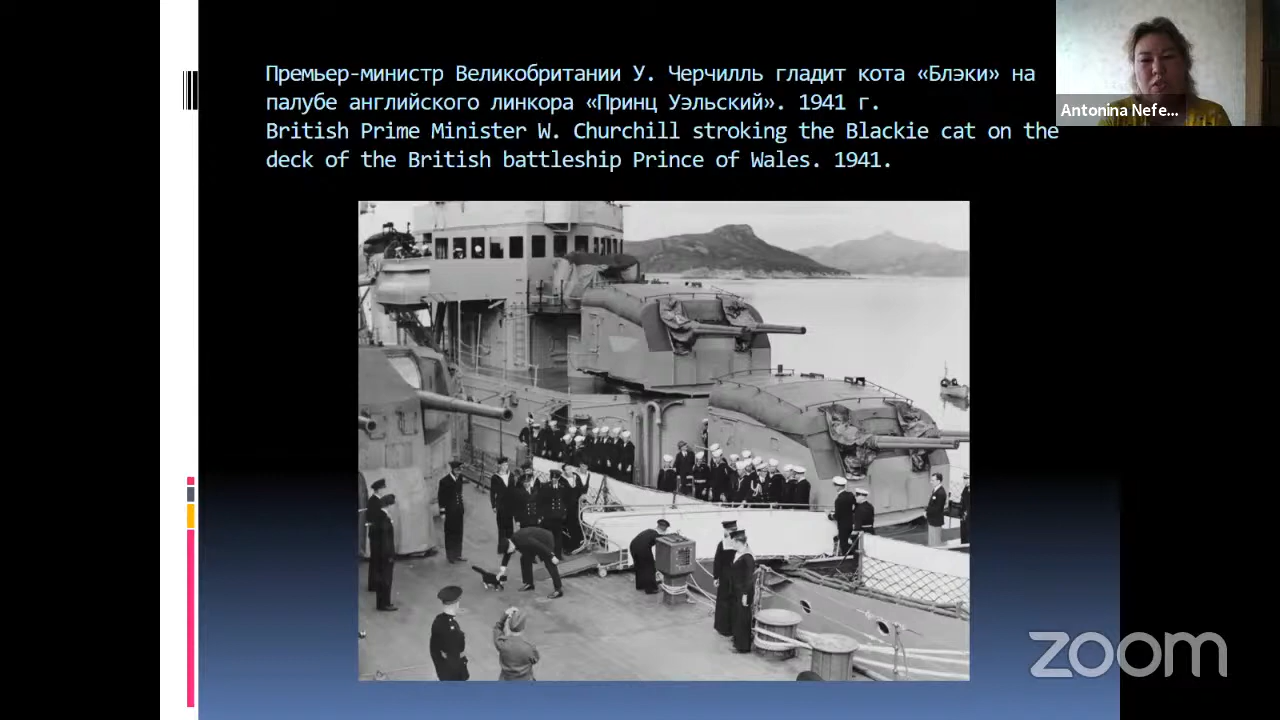 Премьер-министр Великобритании У. Черчилль гладит кота «Блэки» на
палубе английского линкора «Принц Уэльский». 1941 г.
British Prime Minister W. Churchill stroking the Blackie cat on the
deck of the British battleship Prince of Wales. 1941.
Antonina Nefe...
zoom